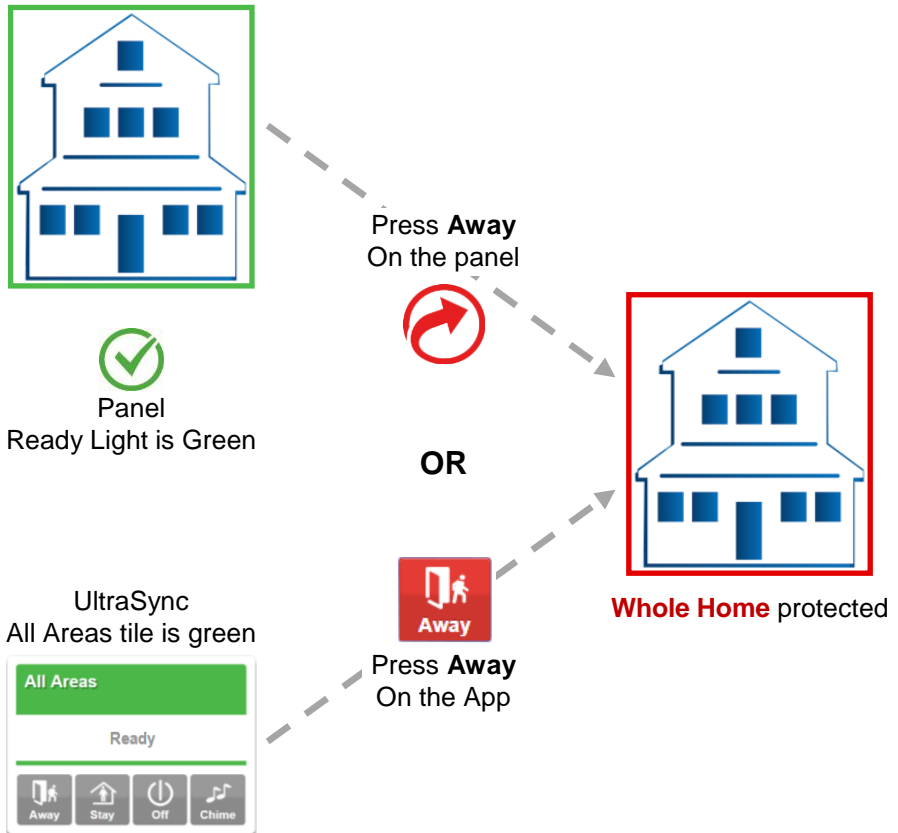 Press Away
On the panel
Panel
Ready Light is Green
OR
UltraSync
All Areas tile is green
All Areas
Ready
Away
Stay
Off
Chime
Away
Press Away
On the App
Whole Home protected